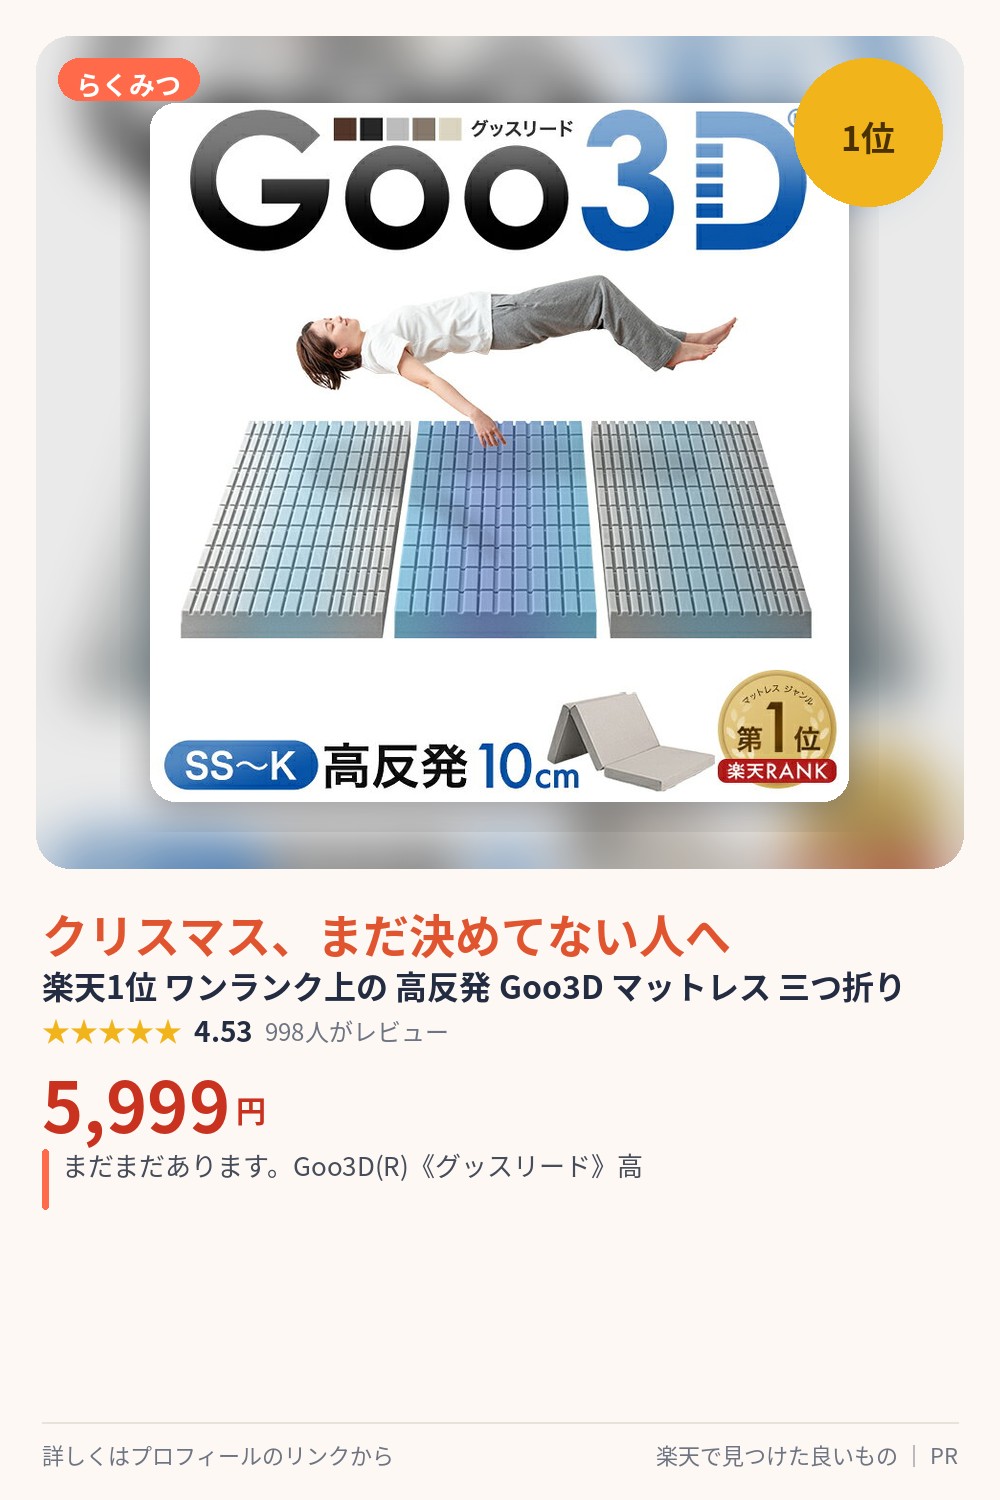 らくみつ
1位
グッスリード
Goo3D
マットレス ジャンル
第1位
楽天RANK
SS〜K 高反発 10cm
クリスマス、まだ決めてない人へ
楽天1位 ワンランク上の 高反発 Goo3D マットレス 三つ折り
★★★★★ 4.53 998人がレビュー
5,999円
まだまだあります。Goo3D(R)《グッスリード》高
詳しくはプロフィールのリンクから
楽天で見つけた良いもの | PR